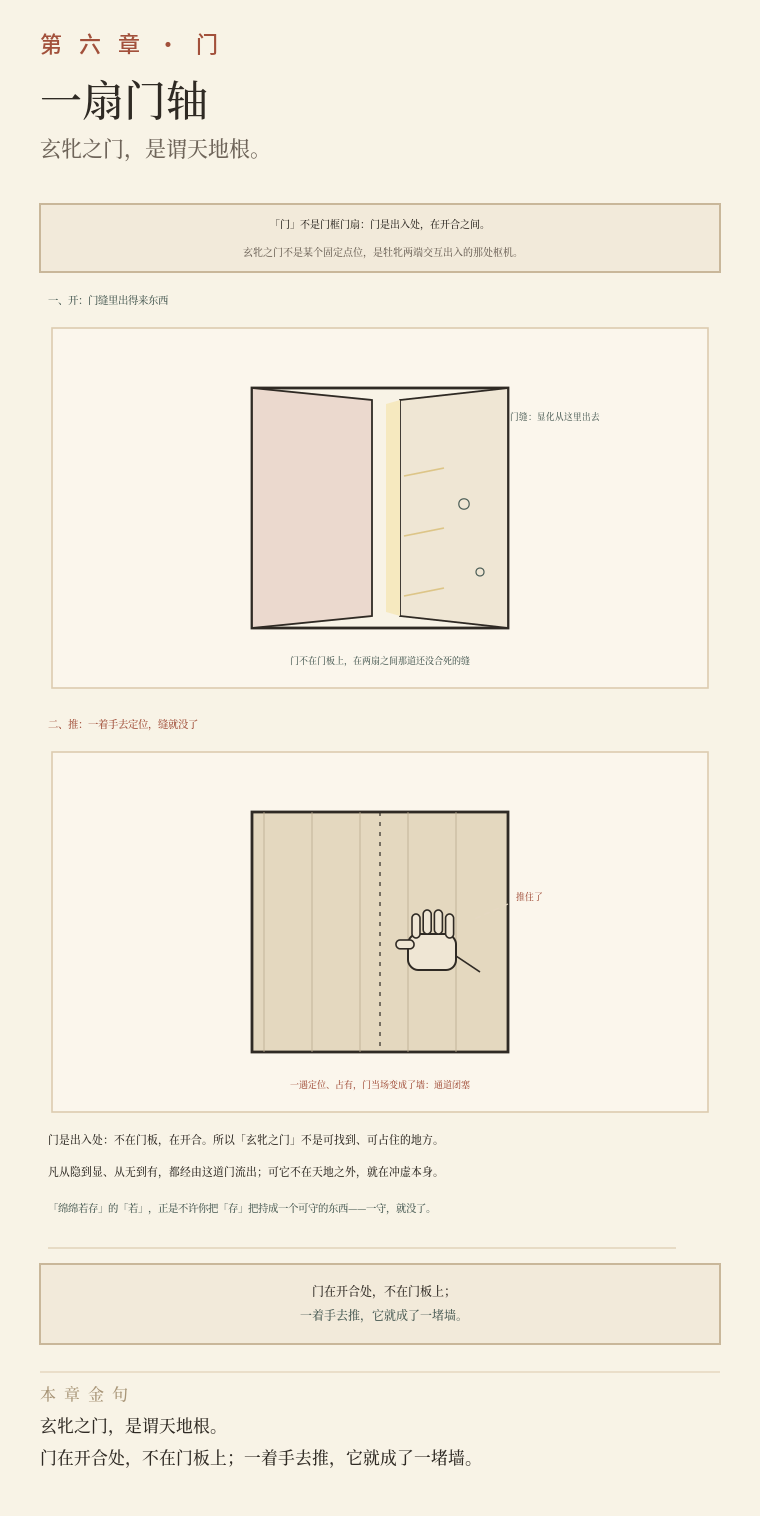 第六章·门
一扇门轴
玄牝之门，是谓天地根。
「门」不是门框门扇：门是出入处，在开合之间。
玄牝之门不是某个固定点位，是牡牝两端交互出入的那处枢机。
一、开：门缝里出得来东西
门缝：显化从这里出去
门不在门板上，在两扇之间那道还没合死的缝
二、推：一着手去定位，缝就没了
推住了
一遇定位、占有，门当场变成了墙：通道闭塞
门是出入处：不在门板，在开合。所以「玄牝之门」不是可找到、可占住的地方。
凡从隐到显、从无到有，都经由这道门流出；可它不在天地之外，就在冲虚本身。
「绵绵若存」的「若」，正是不许你把「存」把持成一个可守的东西——一守，就没了。
门在开合处，不在门板上；
一着手去推，它就成了一堵墙。
本章金句
玄牝之门，是谓天地根。
门在开合处，不在门板上；一着手去推，它就成了一堵墙。